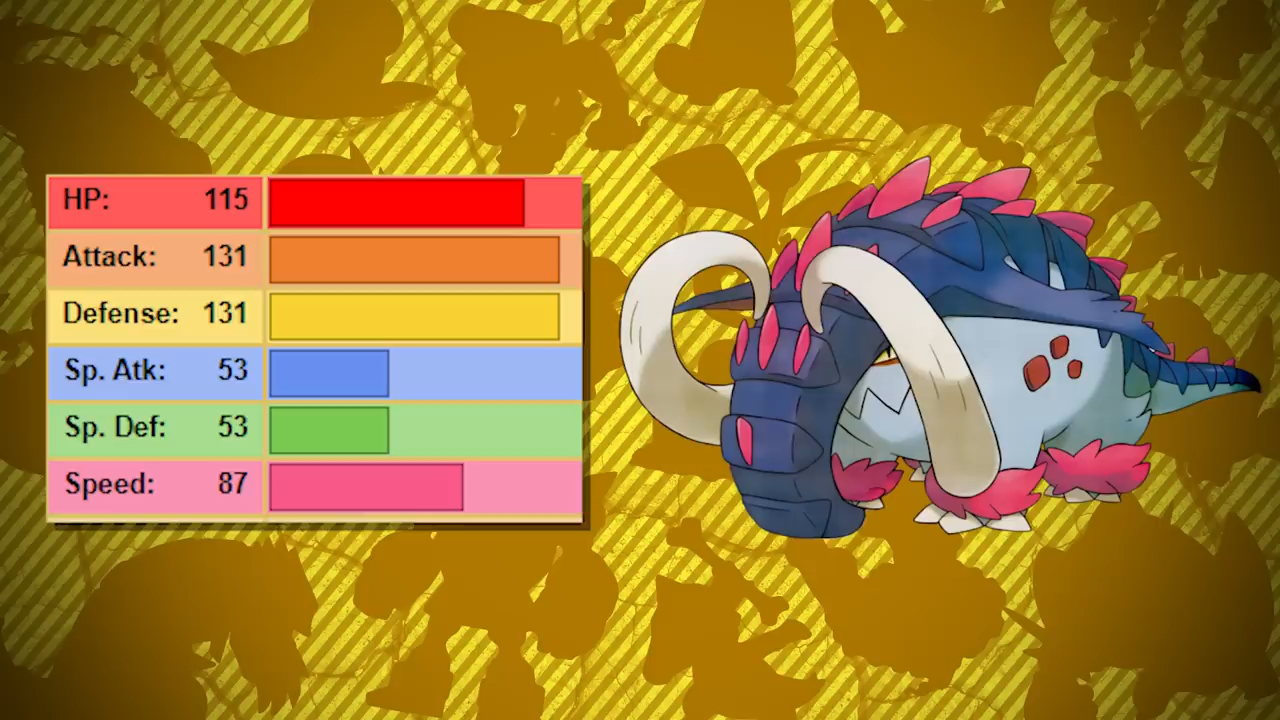 HP: 115
Attack: 131
Defense: 131
Sp. Atk: 53
Sp. Def: 53
Speed: 87